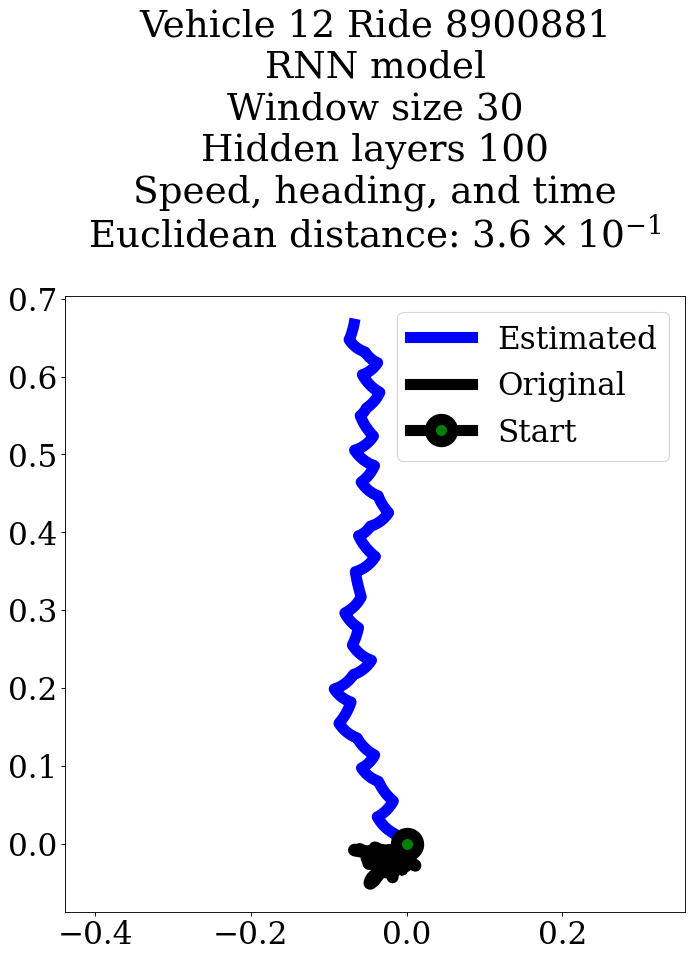 Vehicle 12 Ride 8900881
RNN model
Window size 30
Hidden layers 100
Speed, heading, and time
Euclidean distance: 3.6 × 10⁻¹
0.7
0.6
0.5
0.4
0.3
0.2
0.1
0.0
Estimated
Original
Start
−0.4
−0.2
0.0
0.2